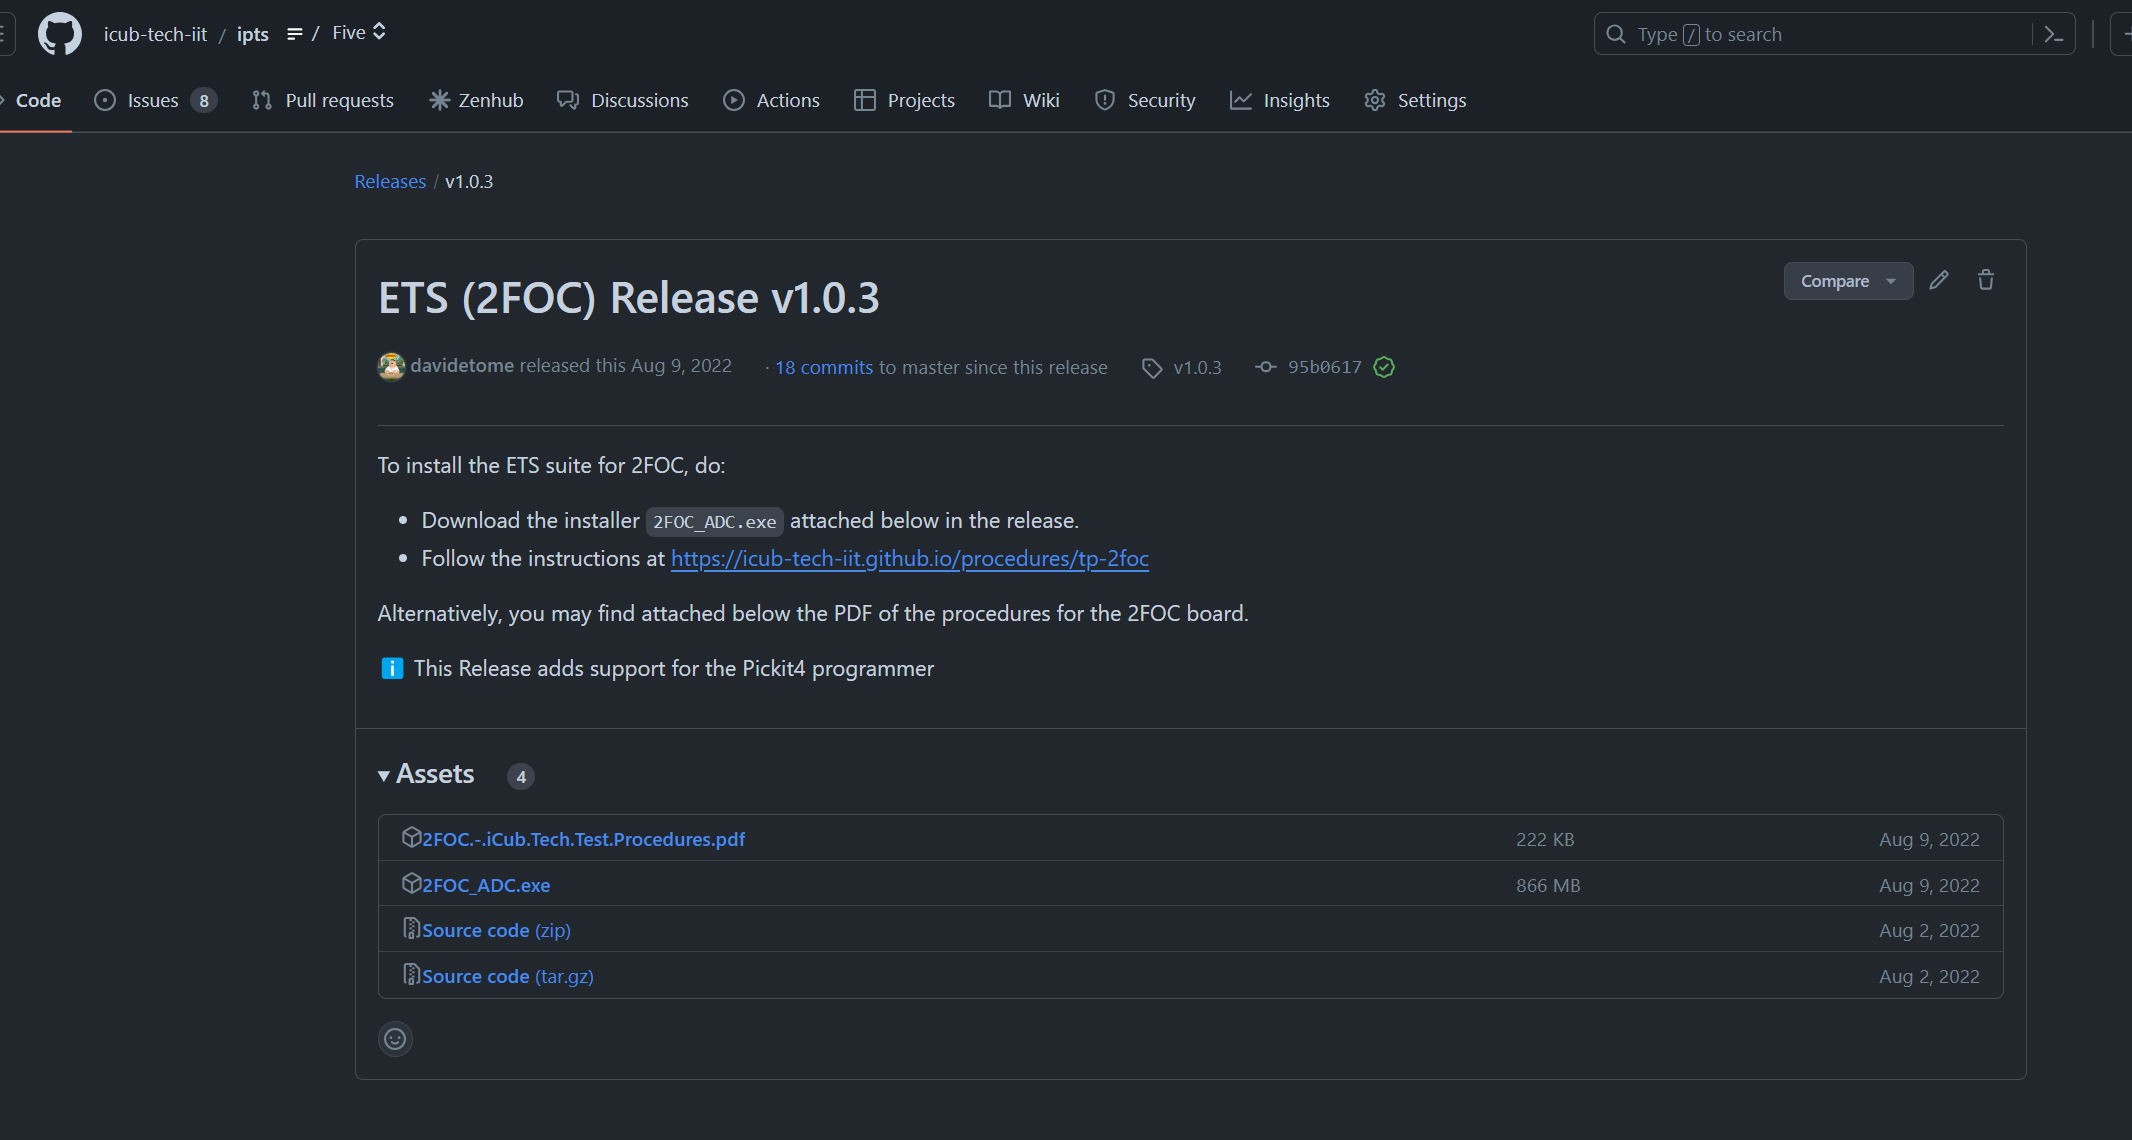 icub-tech-iit / ipts / Five
Type / to search
Code Issues 8 Pull requests Zenhub Discussions Actions Projects Wiki Security Insights Settings
Releases / v1.0.3
ETS (2FOC) Release v1.0.3
Compare
davidetome released this Aug 9, 2022 · 18 commits to master since this release v1.0.3 95b0617
To install the ETS suite for 2FOC, do:
• Download the installer 2FOC_ADC.exe attached below in the release.
• Follow the instructions at https://icub-tech-iit.github.io/procedures/tp-2foc
Alternatively, you may find attached below the PDF of the procedures for the 2FOC board.
ℹ️ This Release adds support for the Pickit4 programmer
Assets 4
2FOC.-.iCub.Tech.Test.Procedures.pdf 222 KB Aug 9, 2022
2FOC_ADC.exe 866 MB Aug 9, 2022
Source code (zip) Aug 2, 2022
Source code (tar.gz) Aug 2, 2022